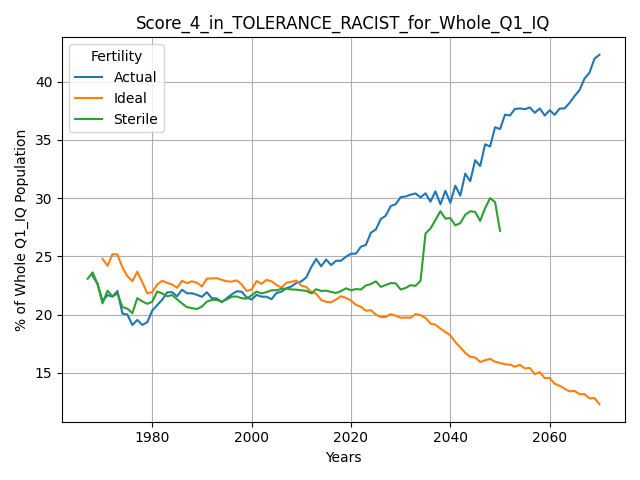 Score_4_in_TOLERANCE_RACIST_for_Whole_Q1_IQ
Fertility
Actual
Ideal
Sterile
% of Whole Q1_IQ Population
40
35
30
25
20
15
1980
2000
2020
2040
2060
Years